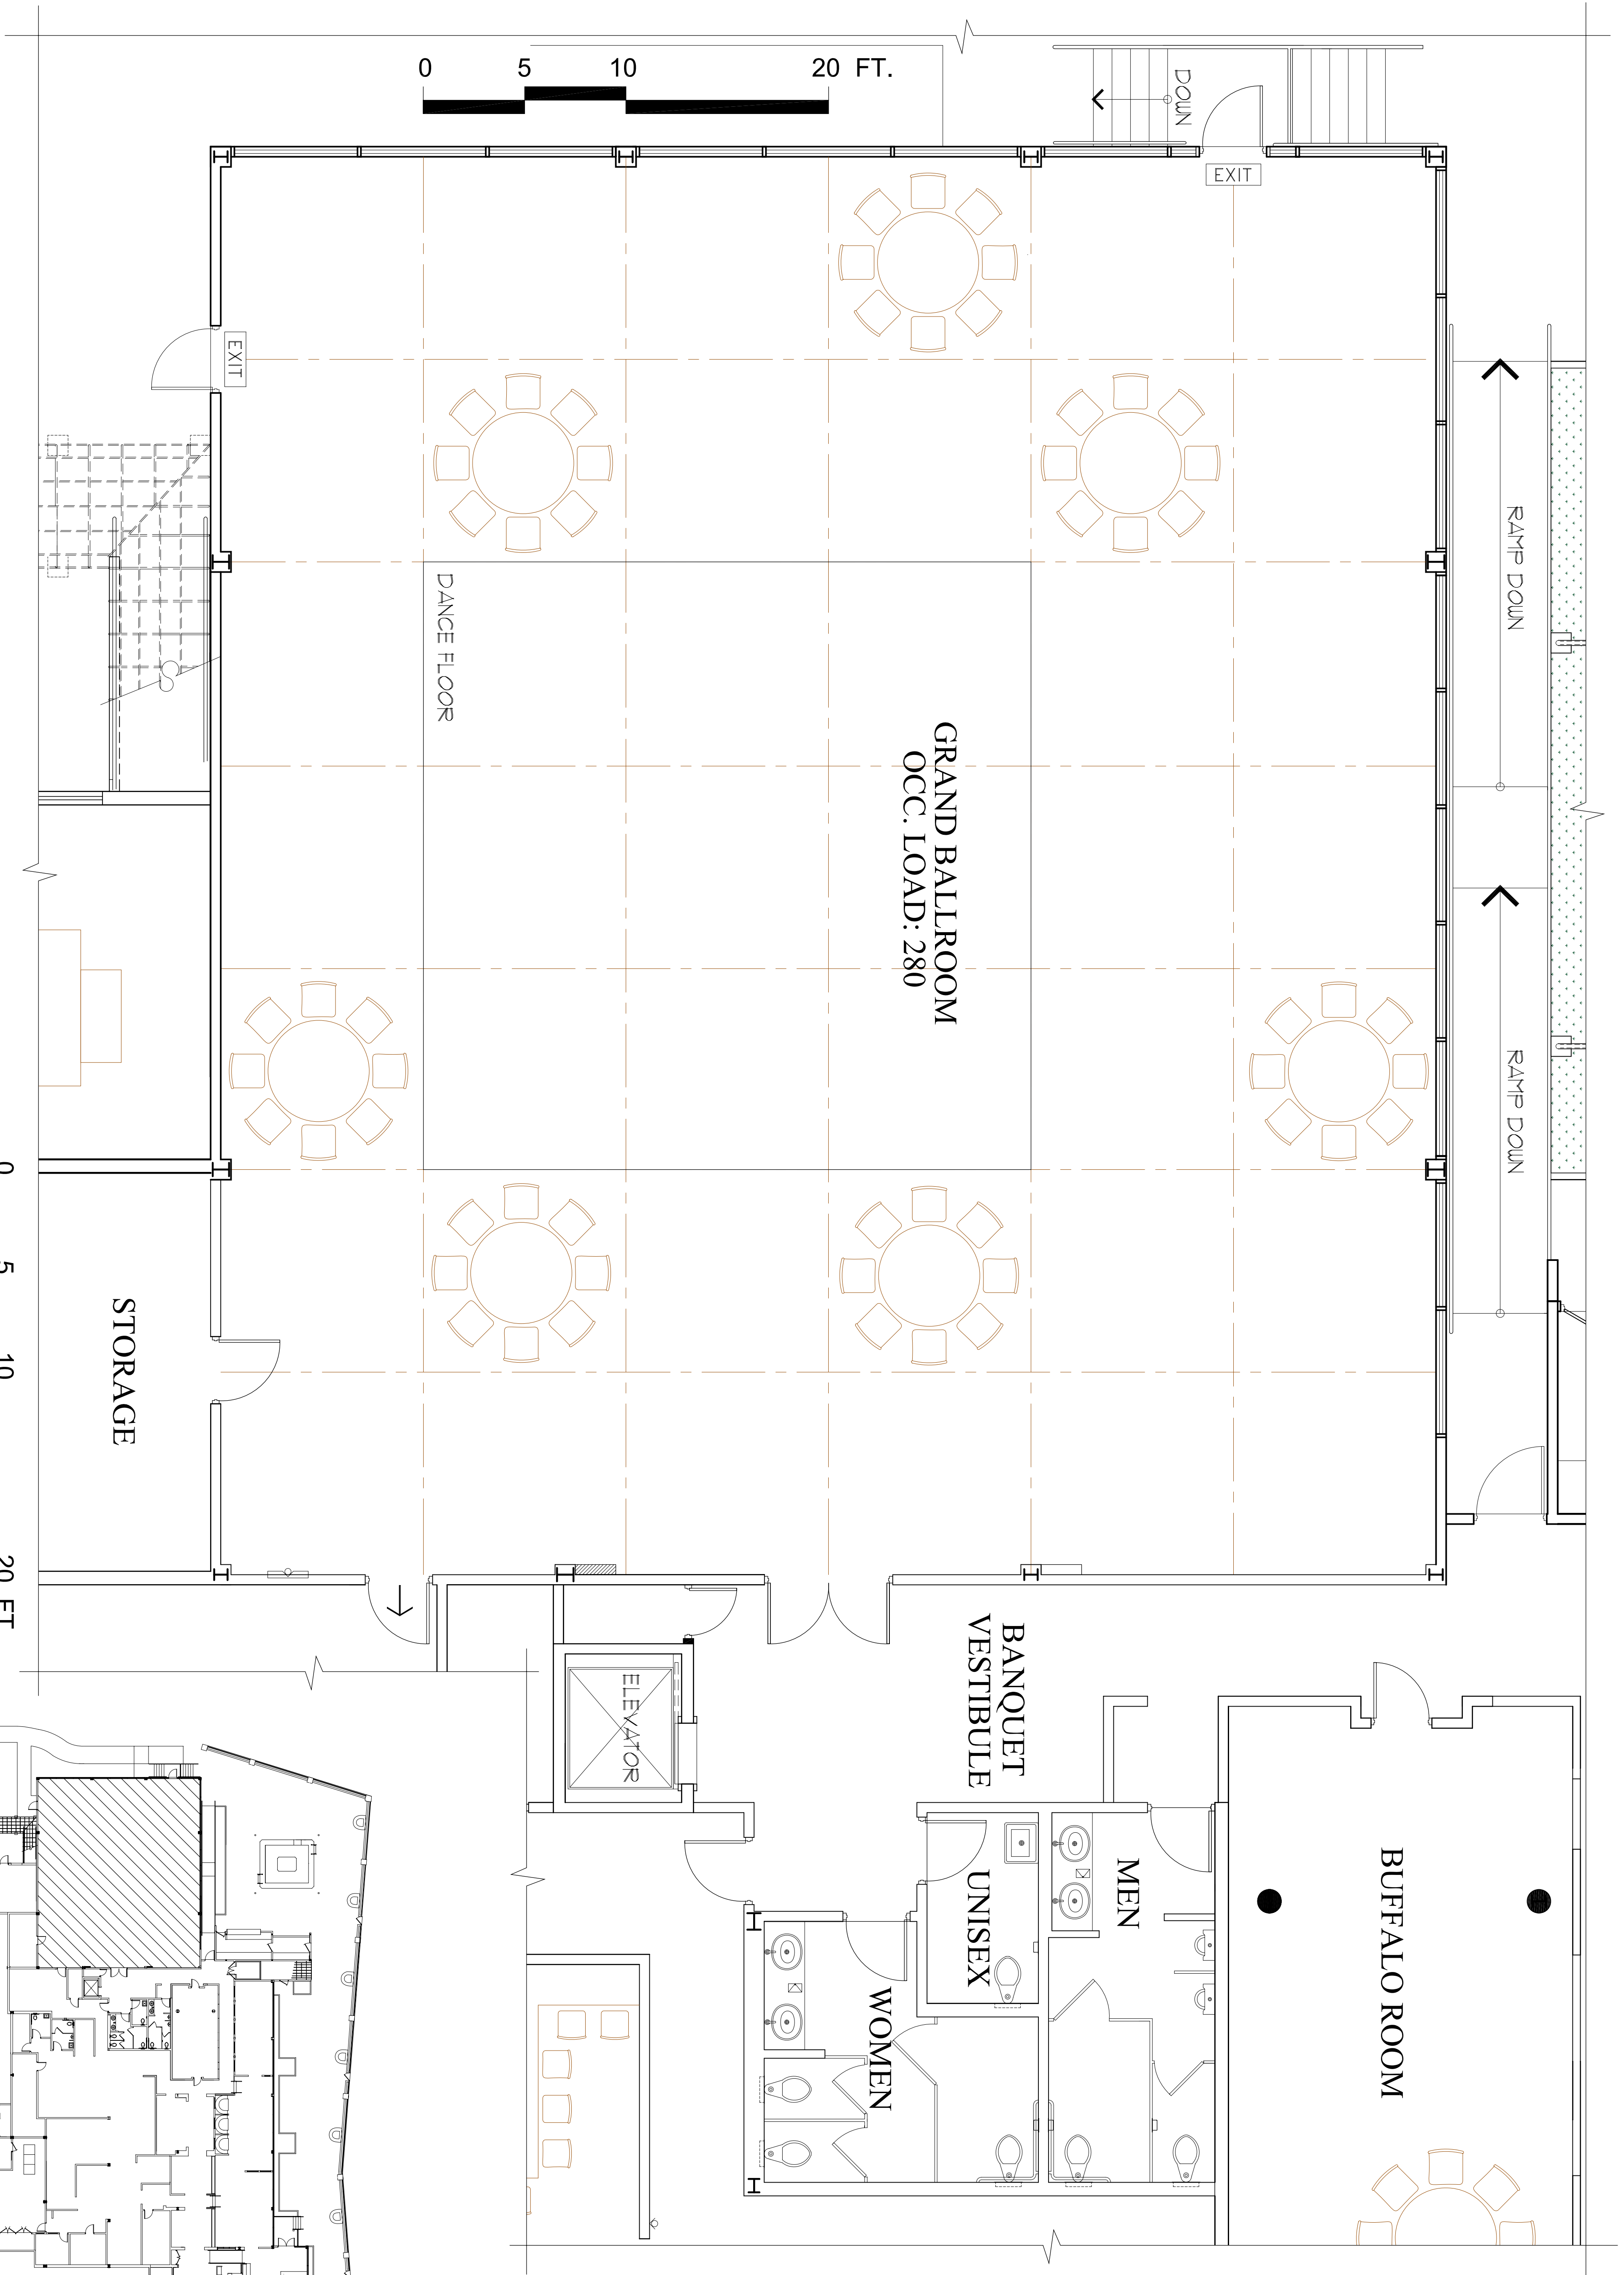 0 5 10 20 FT.
DOWN
EXIT
EXIT
RAMP DOWN
DANCE FLOOR
GRAND BALLROOM
OCC. LOAD: 280
RAMP DOWN
0 5 10 20 FT
STORAGE
BANQUET
VESTIBULE
ELEVATOR
MEN
UNISEX
WOMEN
BUFFALO ROOM